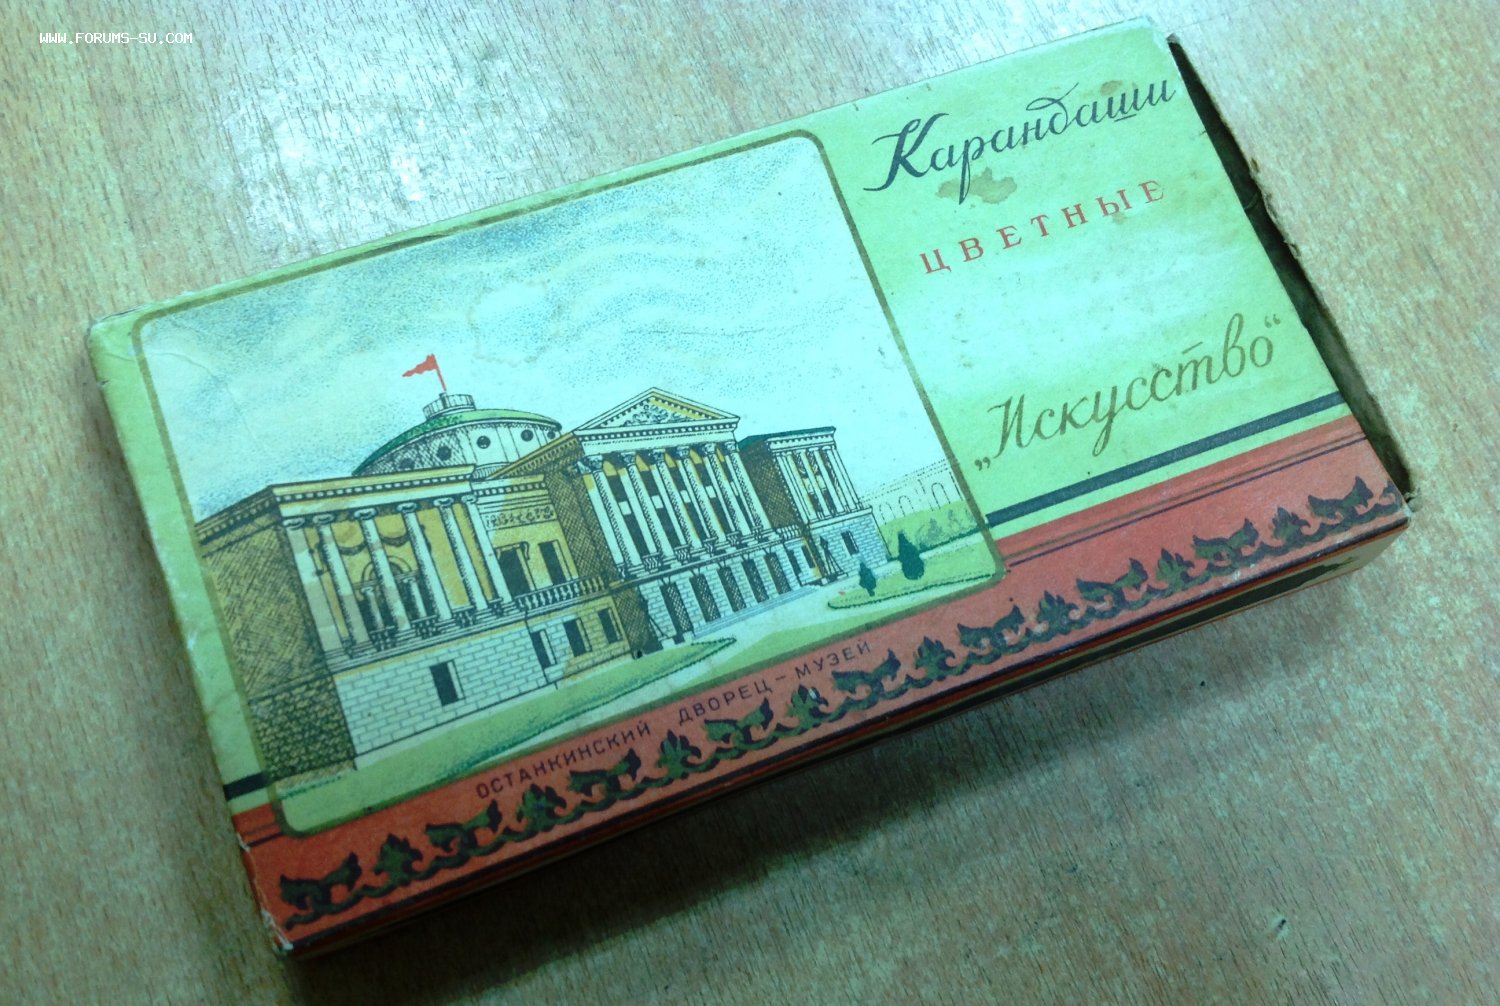 WWW.FORUMS-SU.COM
Карандаши
ЦВЕТНЫЕ
„Искусство“
ОСТАНКИНСКИЙ ДВОРЕЦ-МУЗЕЙ